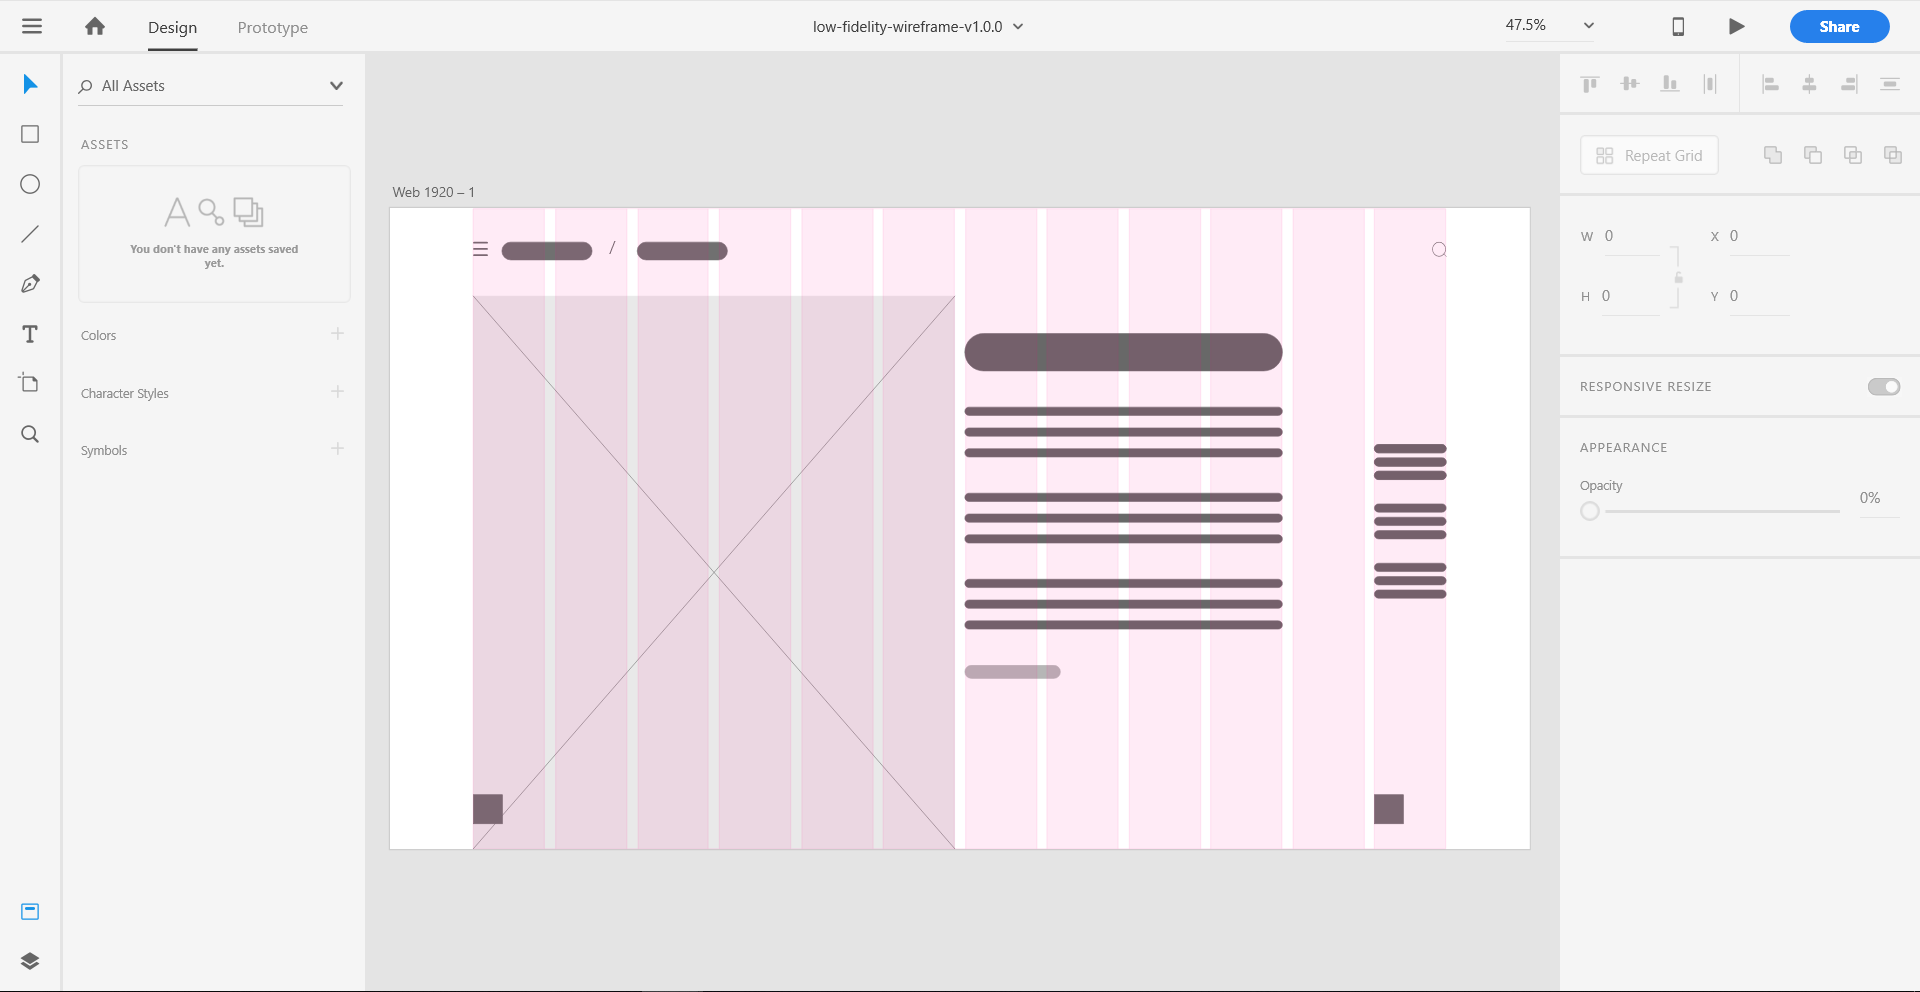 Design
Prototype
low-fidelity-wireframe-v1.0.0
47.5%
Share
All Assets
ASSETS
You don't have any assets saved
yet.
Colors
Character Styles
Symbols
Web 1920 – 1
/
Repeat Grid
W 0
X 0
H 0
Y 0
RESPONSIVE RESIZE
APPEARANCE
Opacity
0%